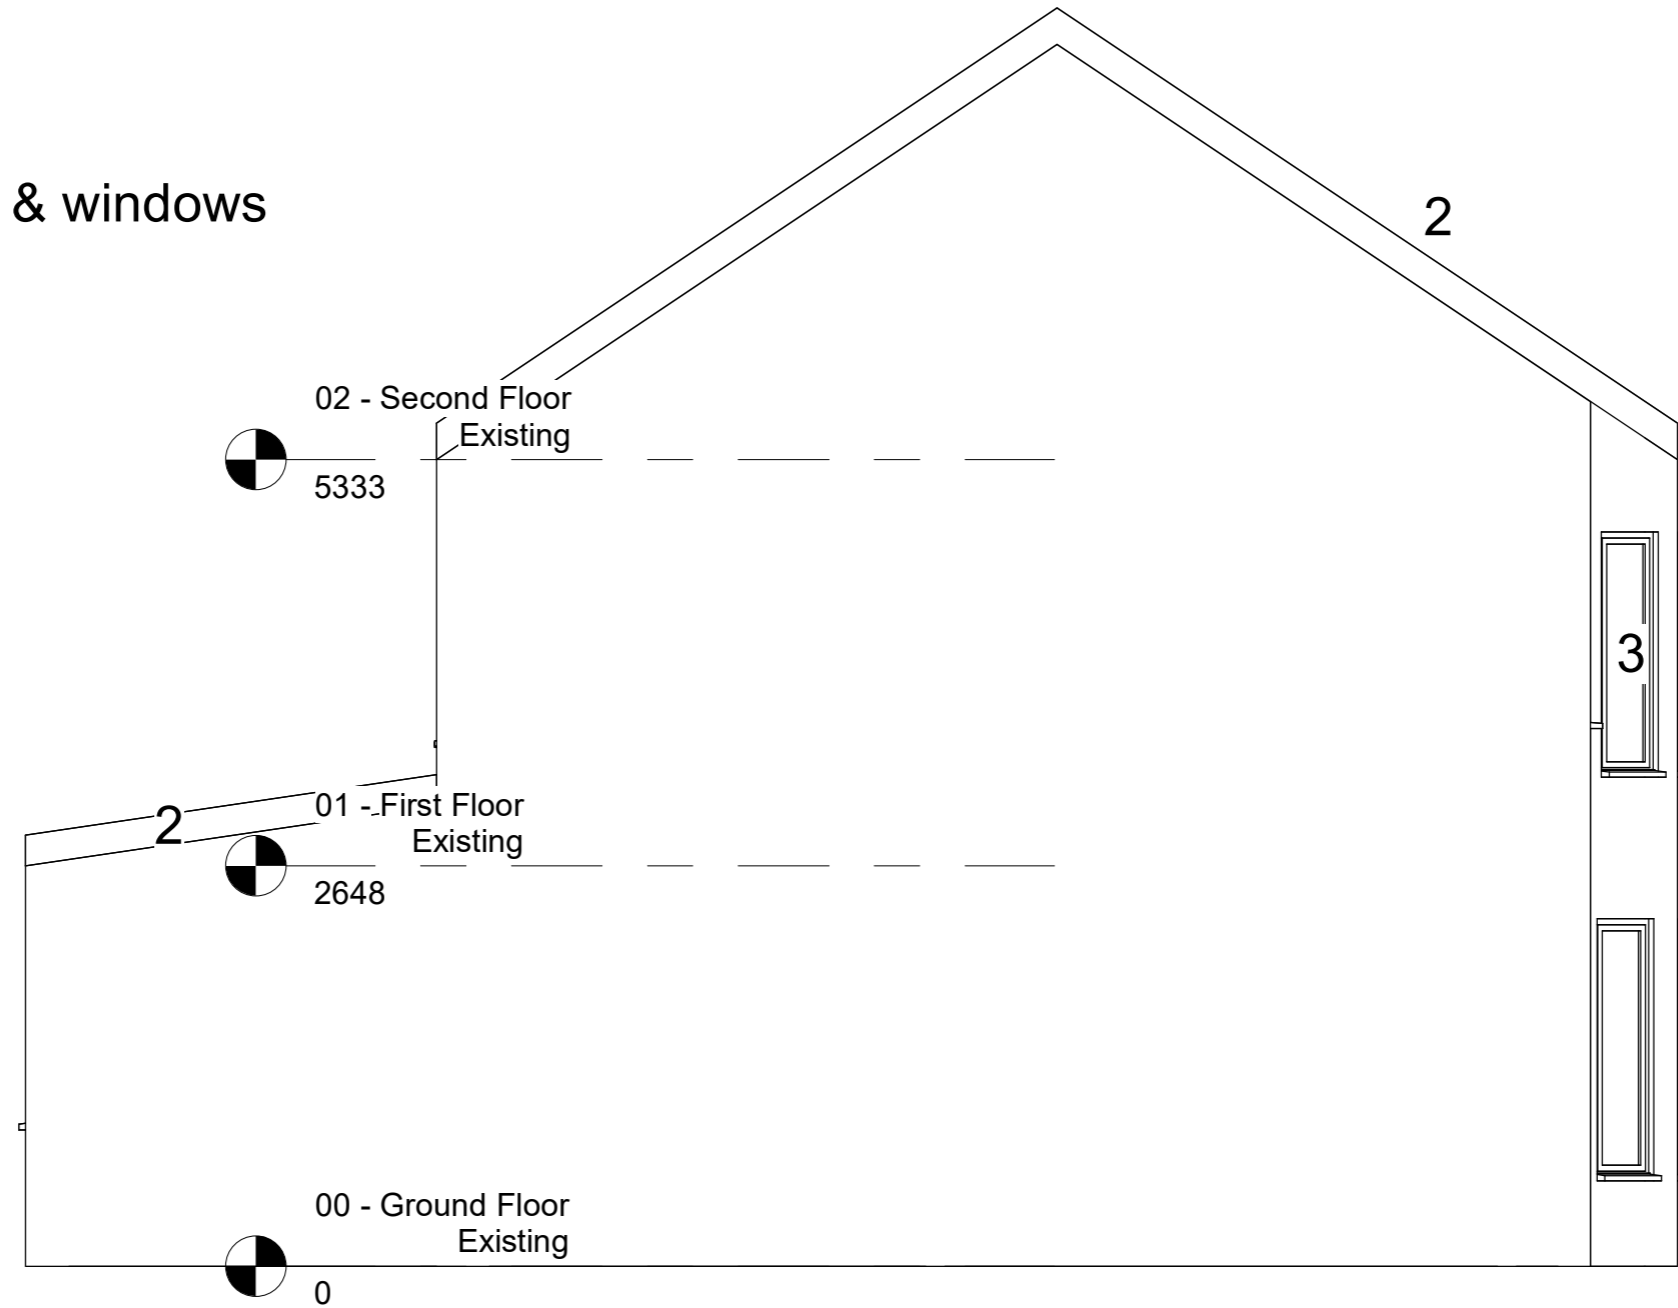 & windows
2
02 - Second Floor
Existing
5333
3
01 - First Floor
Existing
2
2648
00 - Ground Floor
Existing
0